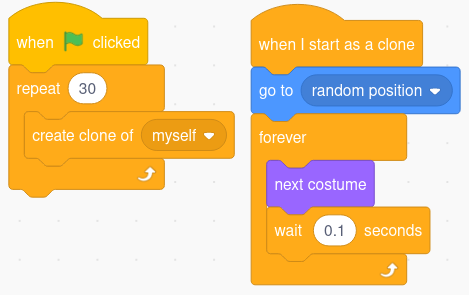 when clicked
repeat 30
create clone of myself
when I start as a clone
go to random position
forever
next costume
wait 0.1 seconds